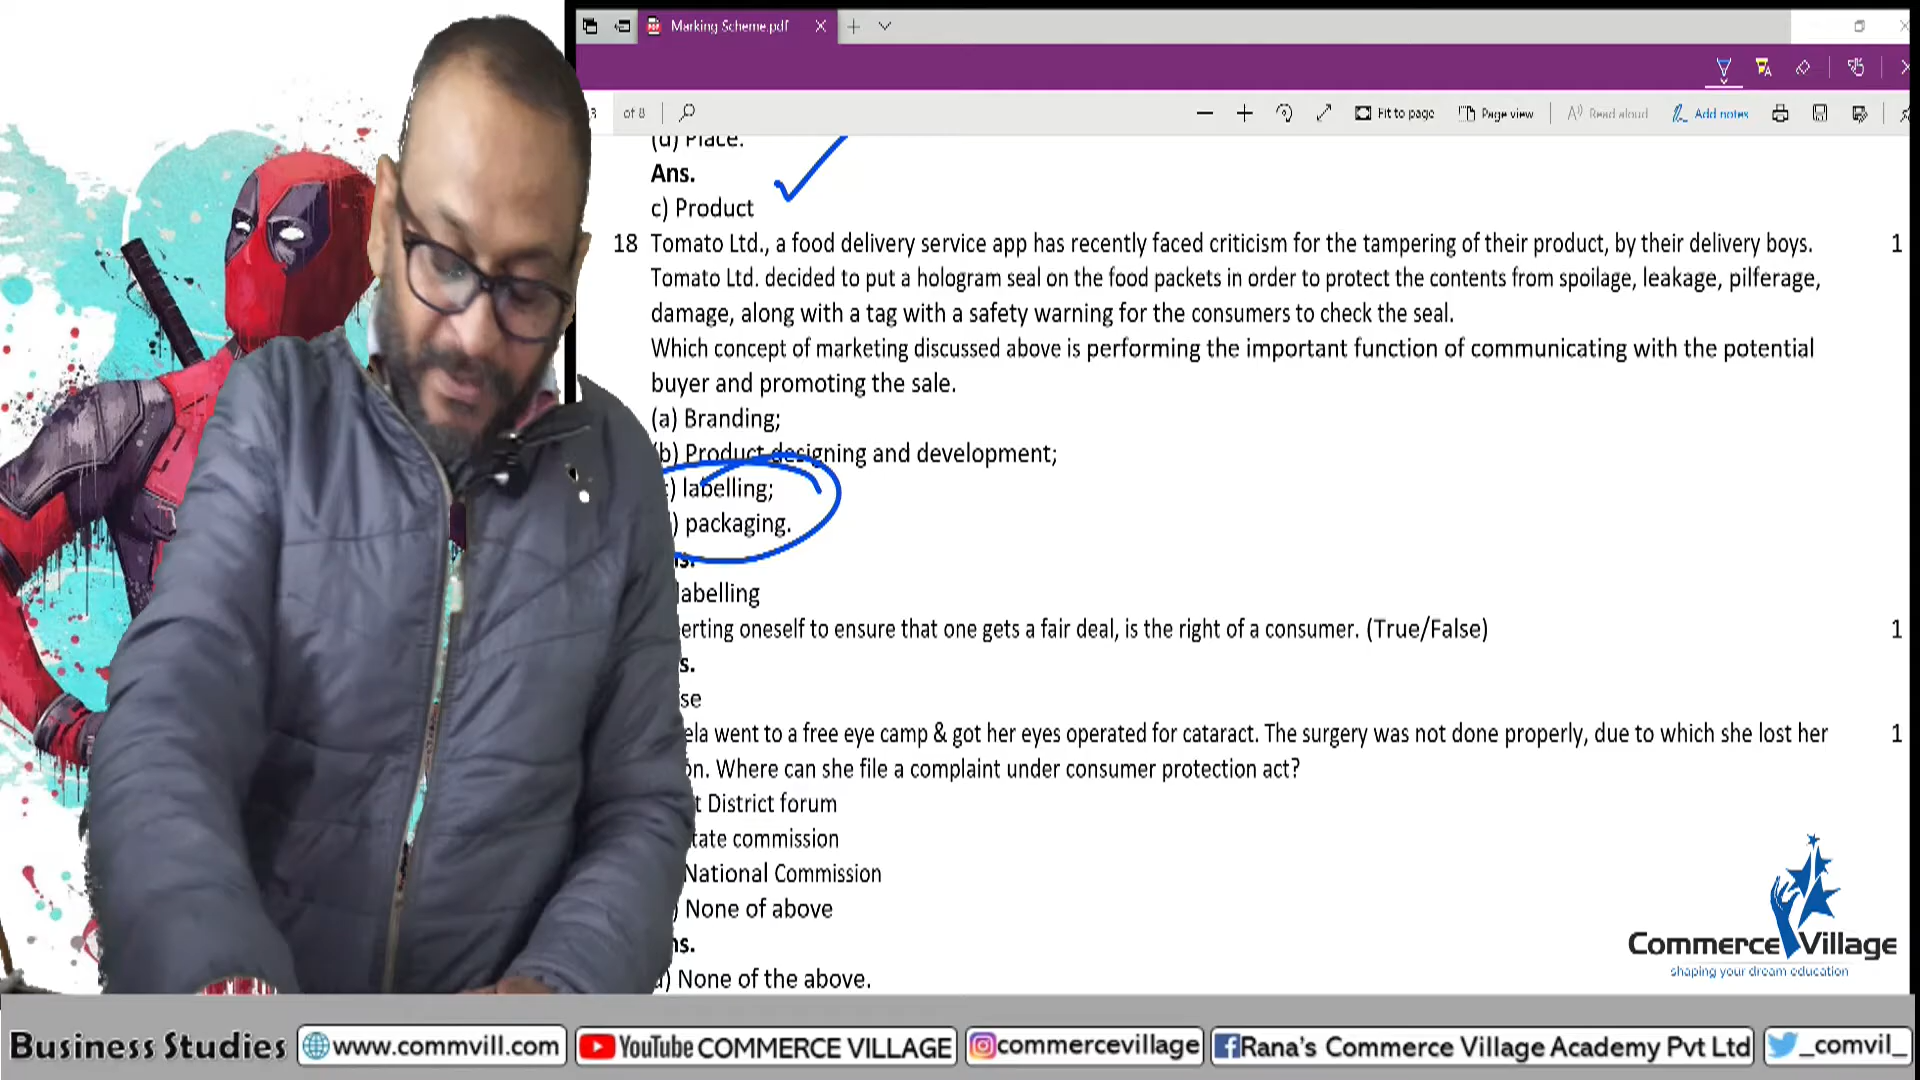 Marking Scheme.pdf
3 of 8
Fit to page
Page view
Read aloud
Add notes
(d) Place.
Ans.
c) Product
18 Tomato Ltd., a food delivery service app has recently faced criticism for the tampering of their product, by their delivery boys. 1
Tomato Ltd. decided to put a hologram seal on the food packets in order to protect the contents from spoilage, leakage, pilferage,
damage, along with a tag with a safety warning for the consumers to check the seal.
Which concept of marketing discussed above is performing the important function of communicating with the potential
buyer and promoting the sale.
(a) Branding;
(b) Product designing and development;
) labelling;
) packaging.
s.
labelling
erting oneself to ensure that one gets a fair deal, is the right of a consumer. (True/False) 1
s.
se
ela went to a free eye camp & got her eyes operated for cataract. The surgery was not done properly, due to which she lost her 1
on. Where can she file a complaint under consumer protection act?
t District forum
tate commission
National Commission
) None of above
ns.
) None of the above.
Commerce Village
shaping your dream education
Business Studies
www.commvill.com
YouTube COMMERCE VILLAGE
commercevillage
Rana's Commerce Village Academy Pvt Ltd
_comvil_